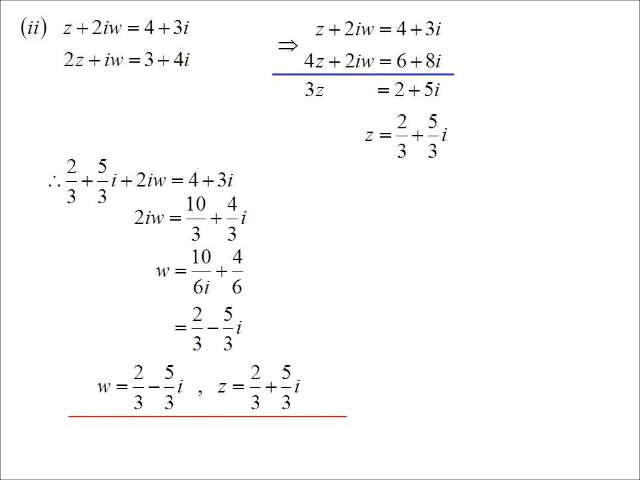 (ii) z + 2iw = 4 + 3i
2z + iw = 3 + 4i
⇒ z + 2iw = 4 + 3i
4z + 2iw = 6 + 8i
3z = 2 + 5i
z = 2/3 + 5/3 i
∴ 2/3 + 5/3 i + 2iw = 4 + 3i
2iw = 10/3 + 4/3 i
w = 10/6i + 4/6
= 2/3 − 5/3 i
w = 2/3 − 5/3 i , z = 2/3 + 5/3 i